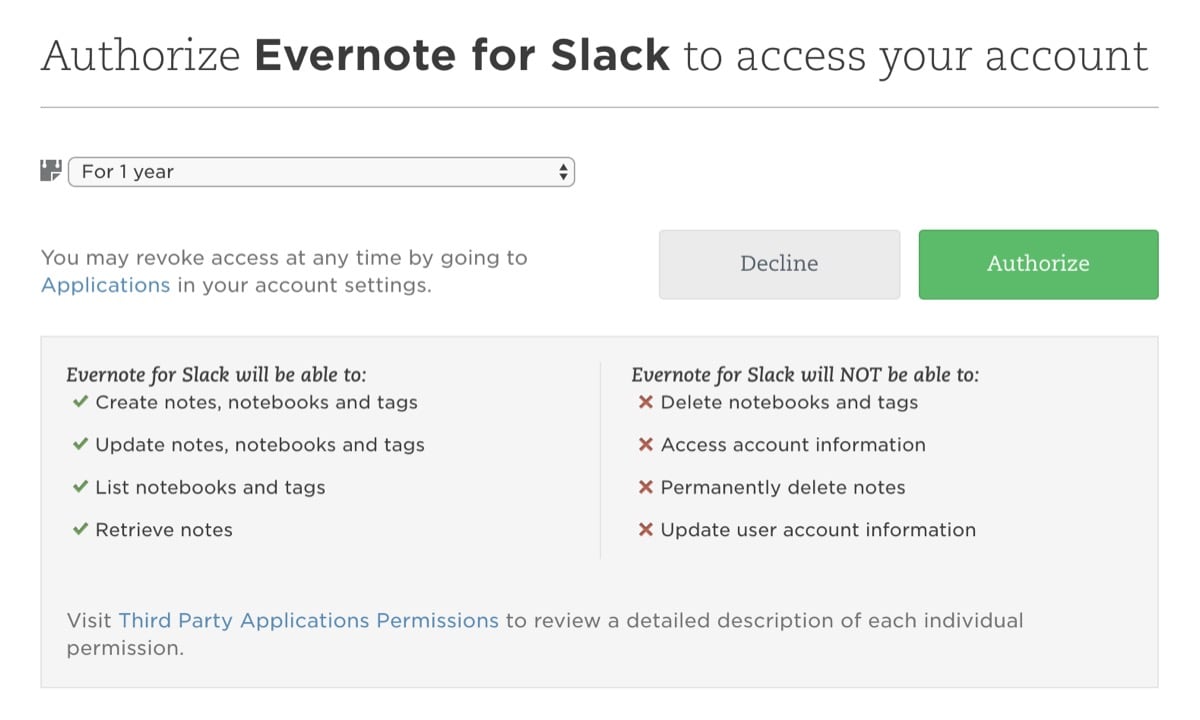 Authorize Evernote for Slack to access your account
For 1 year
You may revoke access at any time by going to
Applications in your account settings.
Decline
Authorize
Evernote for Slack will be able to:
Create notes, notebooks and tags
Update notes, notebooks and tags
List notebooks and tags
Retrieve notes
Evernote for Slack will NOT be able to:
Delete notebooks and tags
Access account information
Permanently delete notes
Update user account information
Visit Third Party Applications Permissions to review a detailed description of each individual
permission.